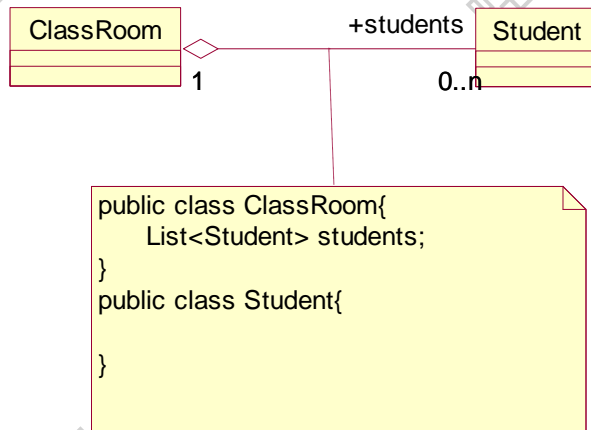 ClassRoom
+students
Student
1
0..n
public class ClassRoom{
List<Student> students;
}
public class Student{
}